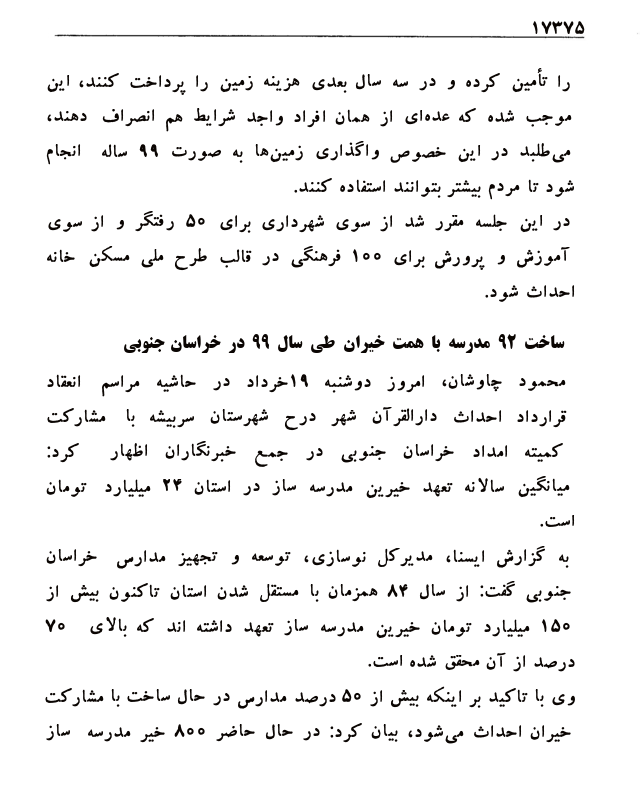 ۱۷۳۷۵
را تأمین کرده و در سه سال بعدی هزینه زمین را پرداخت کنند، این
موجب شده که عده‌ای از همان افراد واجد شرایط هم انصراف دهند،
می‌طلبد در این خصوص واگذاری زمین‌ها به صورت ۹۹ ساله انجام
شود تا مردم بیشتر بتوانند استفاده کنند.
در این جلسه مقرر شد از سوی شهرداری برای ۵۰ رفتگر و از سوی
آموزش و پرورش برای ۱۰۰ فرهنگی در قالب طرح ملی مسکن خانه
احداث شود.
ساخت ۹۲ مدرسه با همت خیران طی سال ۹۹ در خراسان جنوبی
محمود چاوشان، امروز دوشنبه ۱۹خرداد در حاشیه مراسم انعقاد
قرارداد احداث دارالقرآن شهر درح شهرستان سربیشه با مشارکت
کمیته امداد خراسان جنوبی در جمع خبرنگاران اظهار کرد:
میانگین سالانه تعهد خیرین مدرسه ساز در استان ۲۴ میلیارد تومان
است.
به گزارش ایسنا، مدیرکل نوسازی، توسعه و تجهیز مدارس خراسان
جنوبی گفت: از سال ۸۴ همزمان با مستقل شدن استان تاکنون بیش از
۱۵۰ میلیارد تومان خیرین مدرسه ساز تعهد داشته اند که بالای ۷۰
درصد از آن محقق شده است.
وی با تاکید بر اینکه بیش از ۵۰ درصد مدارس در حال ساخت با مشارکت
خیران احداث می‌شود، بیان کرد: در حال حاضر ۸۰۰ خیر مدرسه ساز